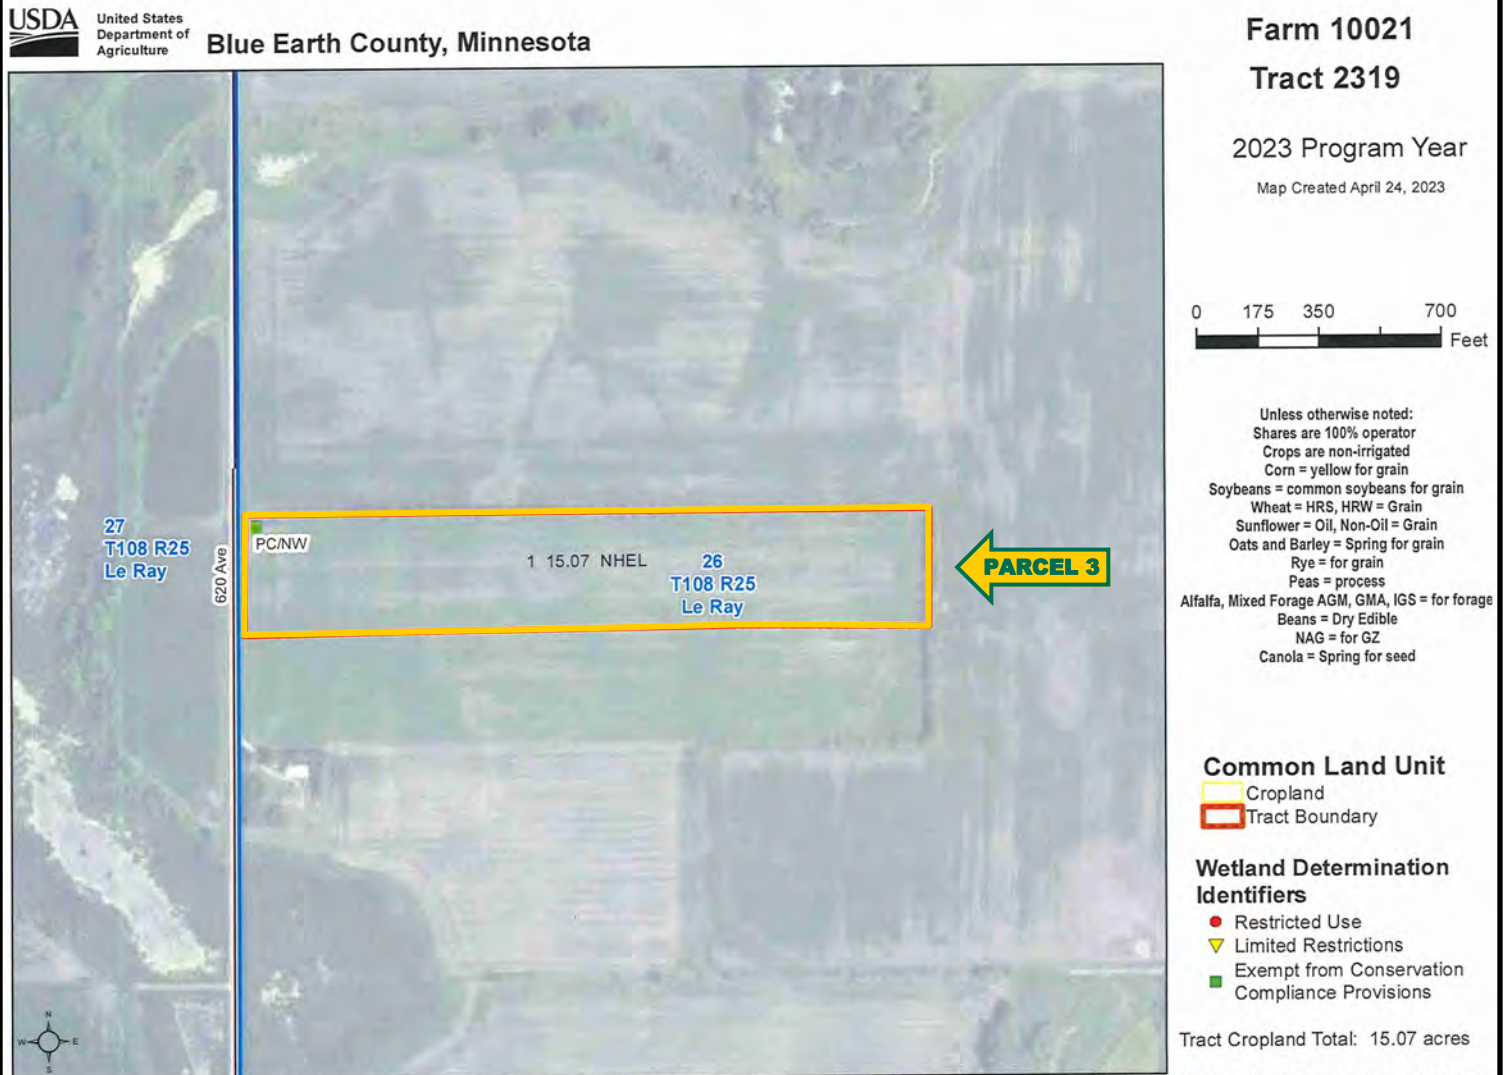 USDA
United States
Department of
Agriculture
Blue Earth County, Minnesota
Farm 10021
Tract 2319
2023 Program Year
Map Created April 24, 2023
0 175 350 700
Feet
Unless otherwise noted:
Shares are 100% operator
Crops are non-irrigated
Corn = yellow for grain
Soybeans = common soybeans for grain
Wheat = HRS, HRW = Grain
Sunflower = Oil, Non-Oil = Grain
Oats and Barley = Spring for grain
Rye = for grain
Peas = process
Alfalfa, Mixed Forage AGM, GMA, IGS = for forage
Beans = Dry Edible
NAG = for GZ
Canola = Spring for seed
27
T108 R25
Le Ray
620 Ave
PC/NW
1 15.07 NHEL
26
T108 R25
Le Ray
PARCEL 3
Common Land Unit
Cropland
Tract Boundary
Wetland Determination
Identifiers
Restricted Use
Limited Restrictions
Exempt from Conservation
Compliance Provisions
Tract Cropland Total: 15.07 acres
N
W E
S